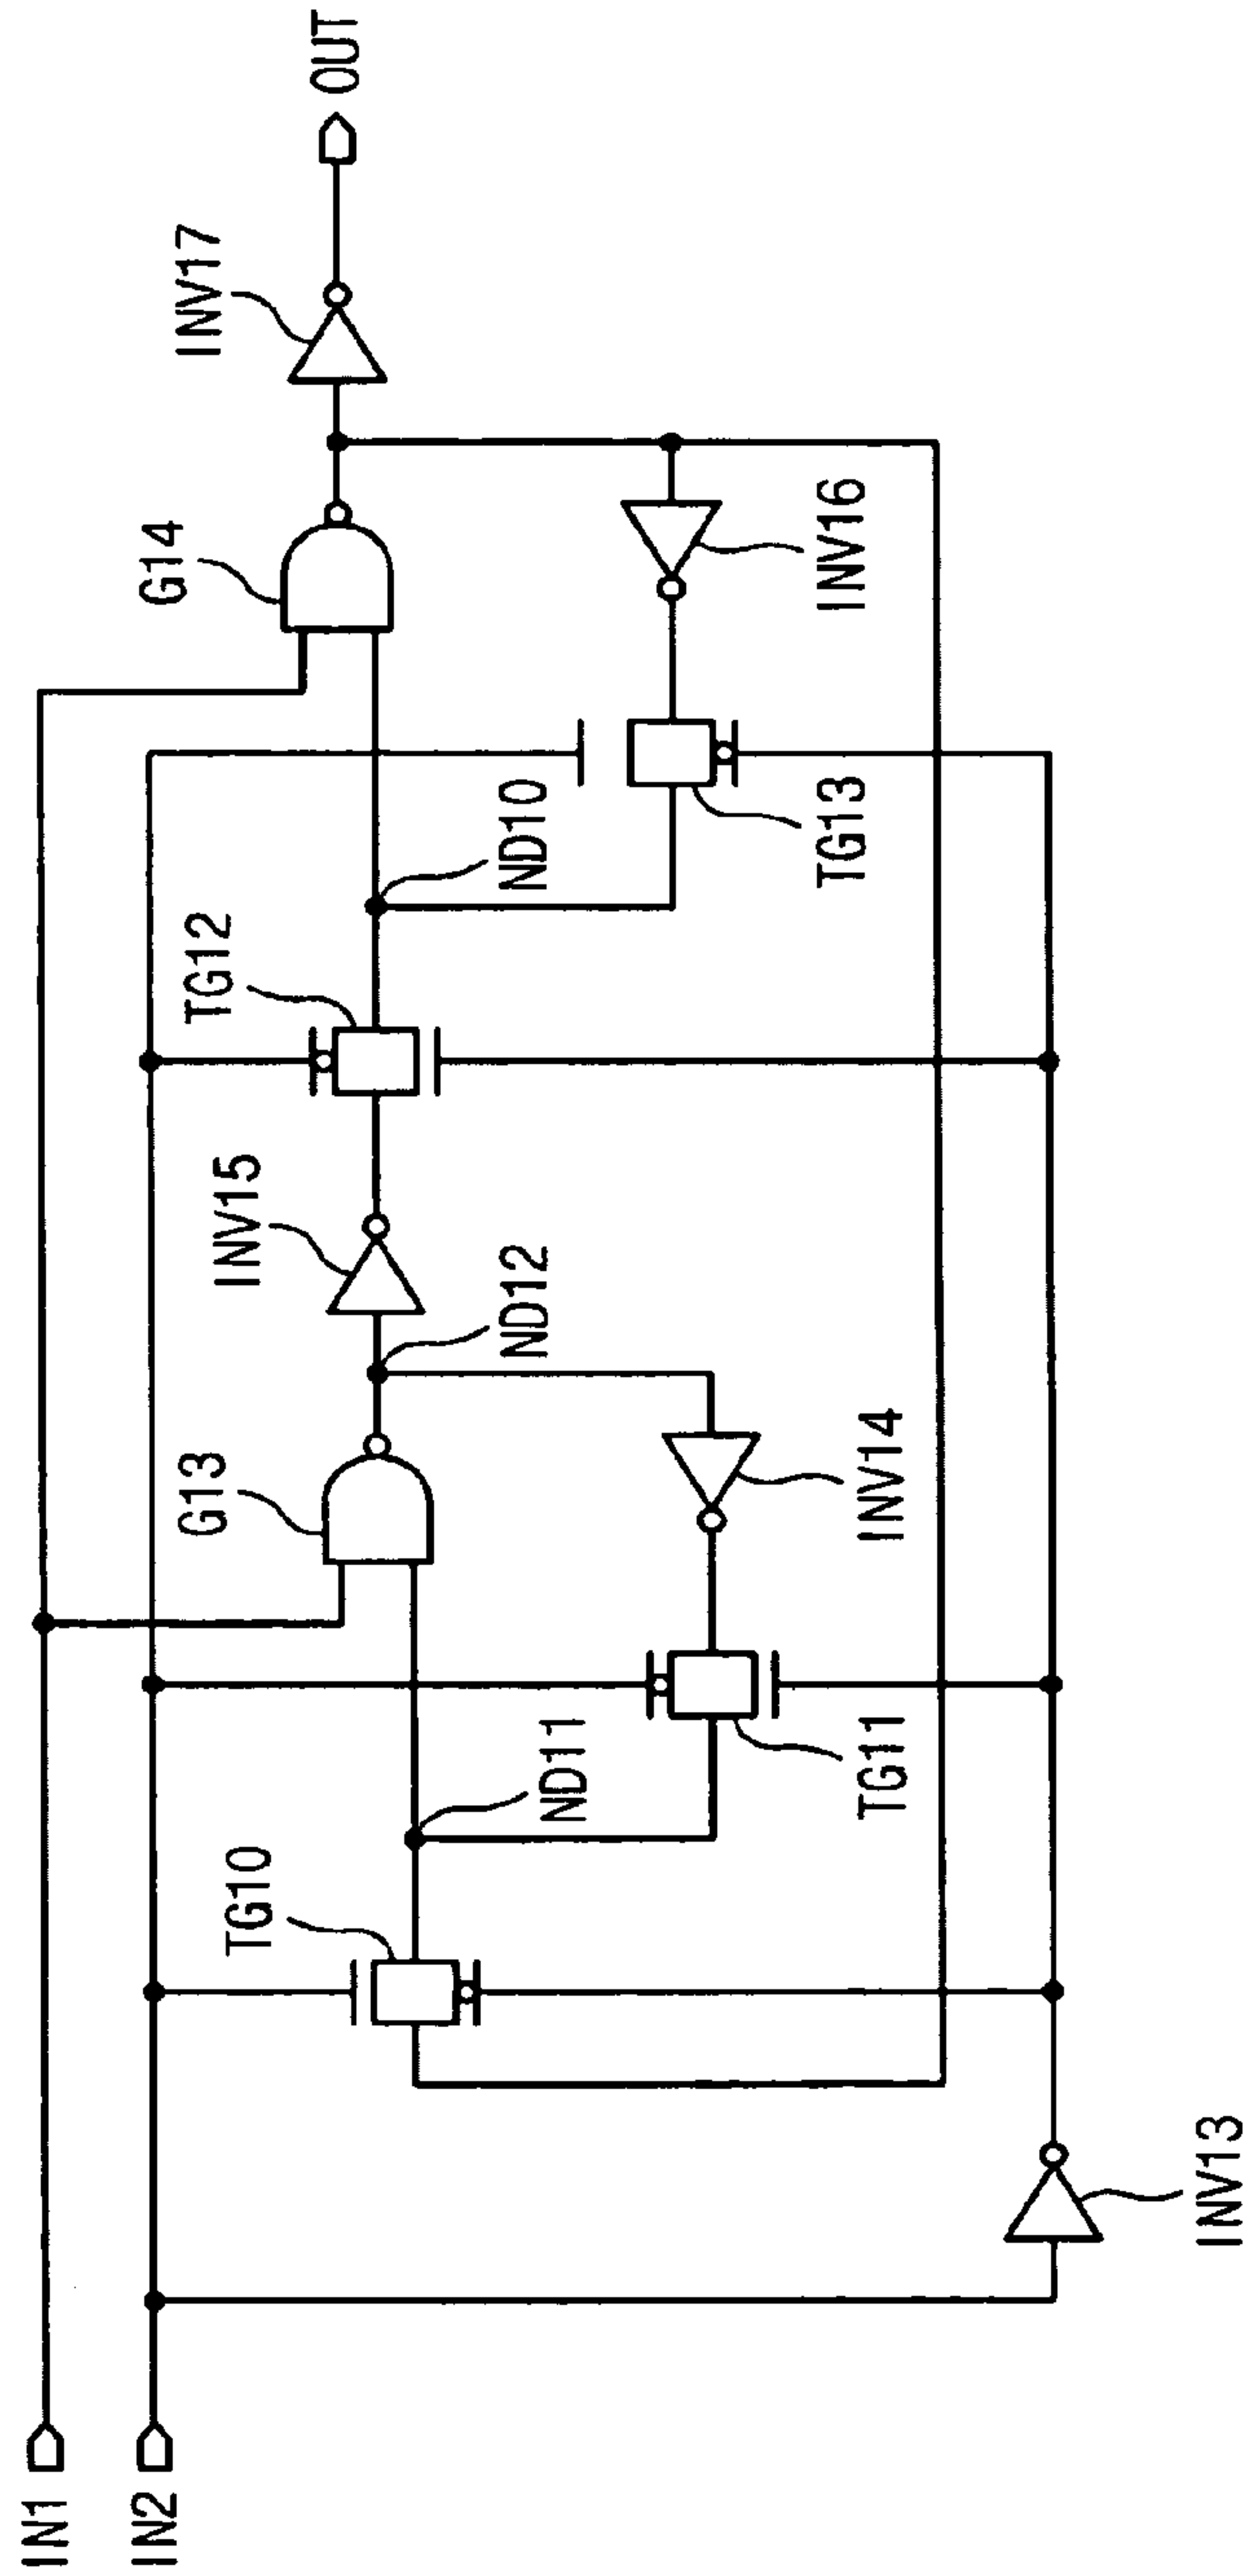 IN1
IN2
INV13
TG10
ND11
TG11
G13
INV14
ND12
INV15
TG12
ND10
TG13
G14
INV16
INV17
OUT